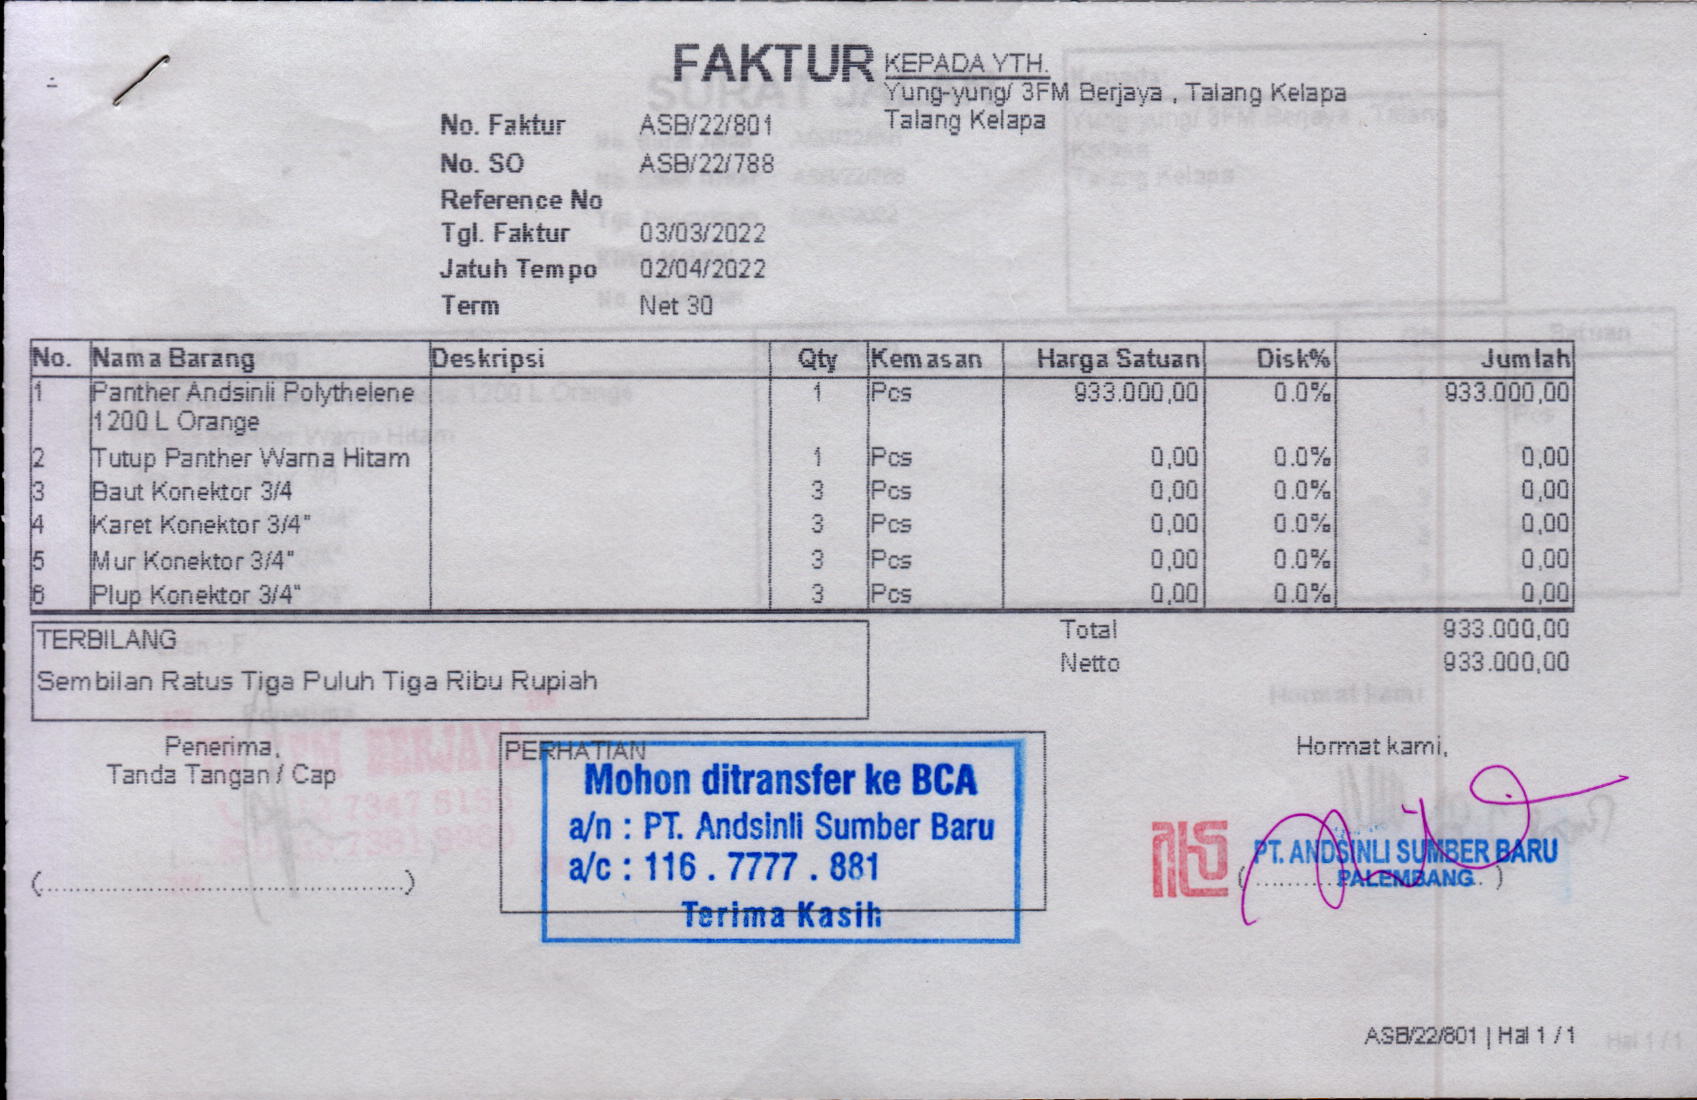 FAKTUR
KEPADA YTH.
Yung-yung/ 3FM Berjaya , Talang Kelapa
Talang Kelapa
No. Faktur ASB/22/801
No. SO ASB/22/788
Reference No
Tgl. Faktur 03/03/2022
Jatuh Tempo 02/04/2022
Term Net 30
No. Nama Barang Deskripsi Qty Kemasan Harga Satuan Disk% Jumlah
1 Panther Andsinli Polythelene 1 Pcs 933.000,00 0.0% 933.000,00
1200 L Orange
2 Tutup Panther Warna Hitam 1 Pcs 0,00 0.0% 0,00
3 Baut Konektor 3/4 3 Pcs 0,00 0.0% 0,00
4 Karet Konektor 3/4" 3 Pcs 0,00 0.0% 0,00
5 Mur Konektor 3/4" 3 Pcs 0,00 0.0% 0,00
6 Plup Konektor 3/4" 3 Pcs 0,00 0.0% 0,00
TERBILANG
Sembilan Ratus Tiga Puluh Tiga Ribu Rupiah
Total 933.000,00
Netto 933.000,00
Penerima,
Tanda Tangan / Cap
(............................................)
PERHATIAN
Mohon ditransfer ke BCA
a/n : PT. Andsinli Sumber Baru
a/c : 116 . 7777 . 881
Terima Kasih
Hormat kami,
PT. ANDSINLI SUMBER BARU
PALEMBANG
ASB/22/801 | Hal 1 / 1